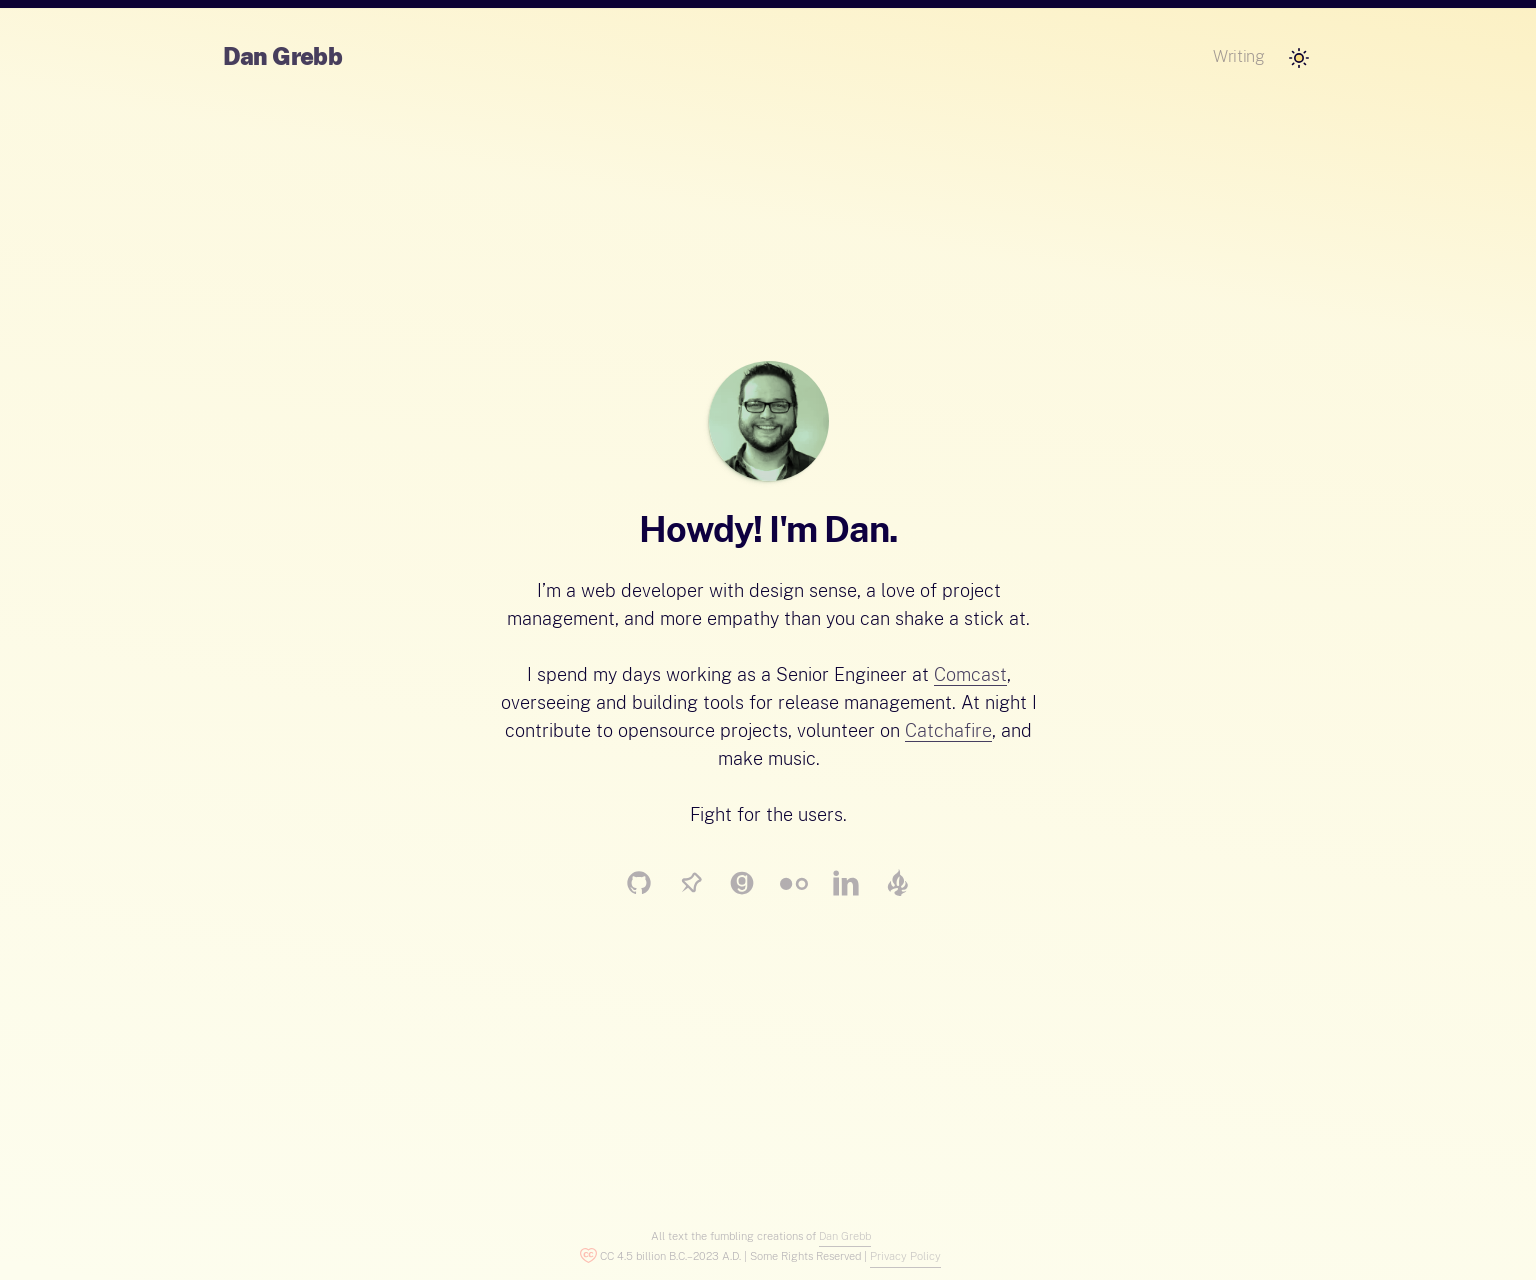 Dan Grebb
Writing
Howdy! I'm Dan.
I’m a web developer with design sense, a love of project
management, and more empathy than you can shake a stick at.
I spend my days working as a Senior Engineer at Comcast,
overseeing and building tools for release management. At night I
contribute to opensource projects, volunteer on Catchafire, and
make music.
Fight for the users.
All text the fumbling creations of Dan Grebb
CC 4.5 billion B.C.–2023 A.D. | Some Rights Reserved | Privacy Policy